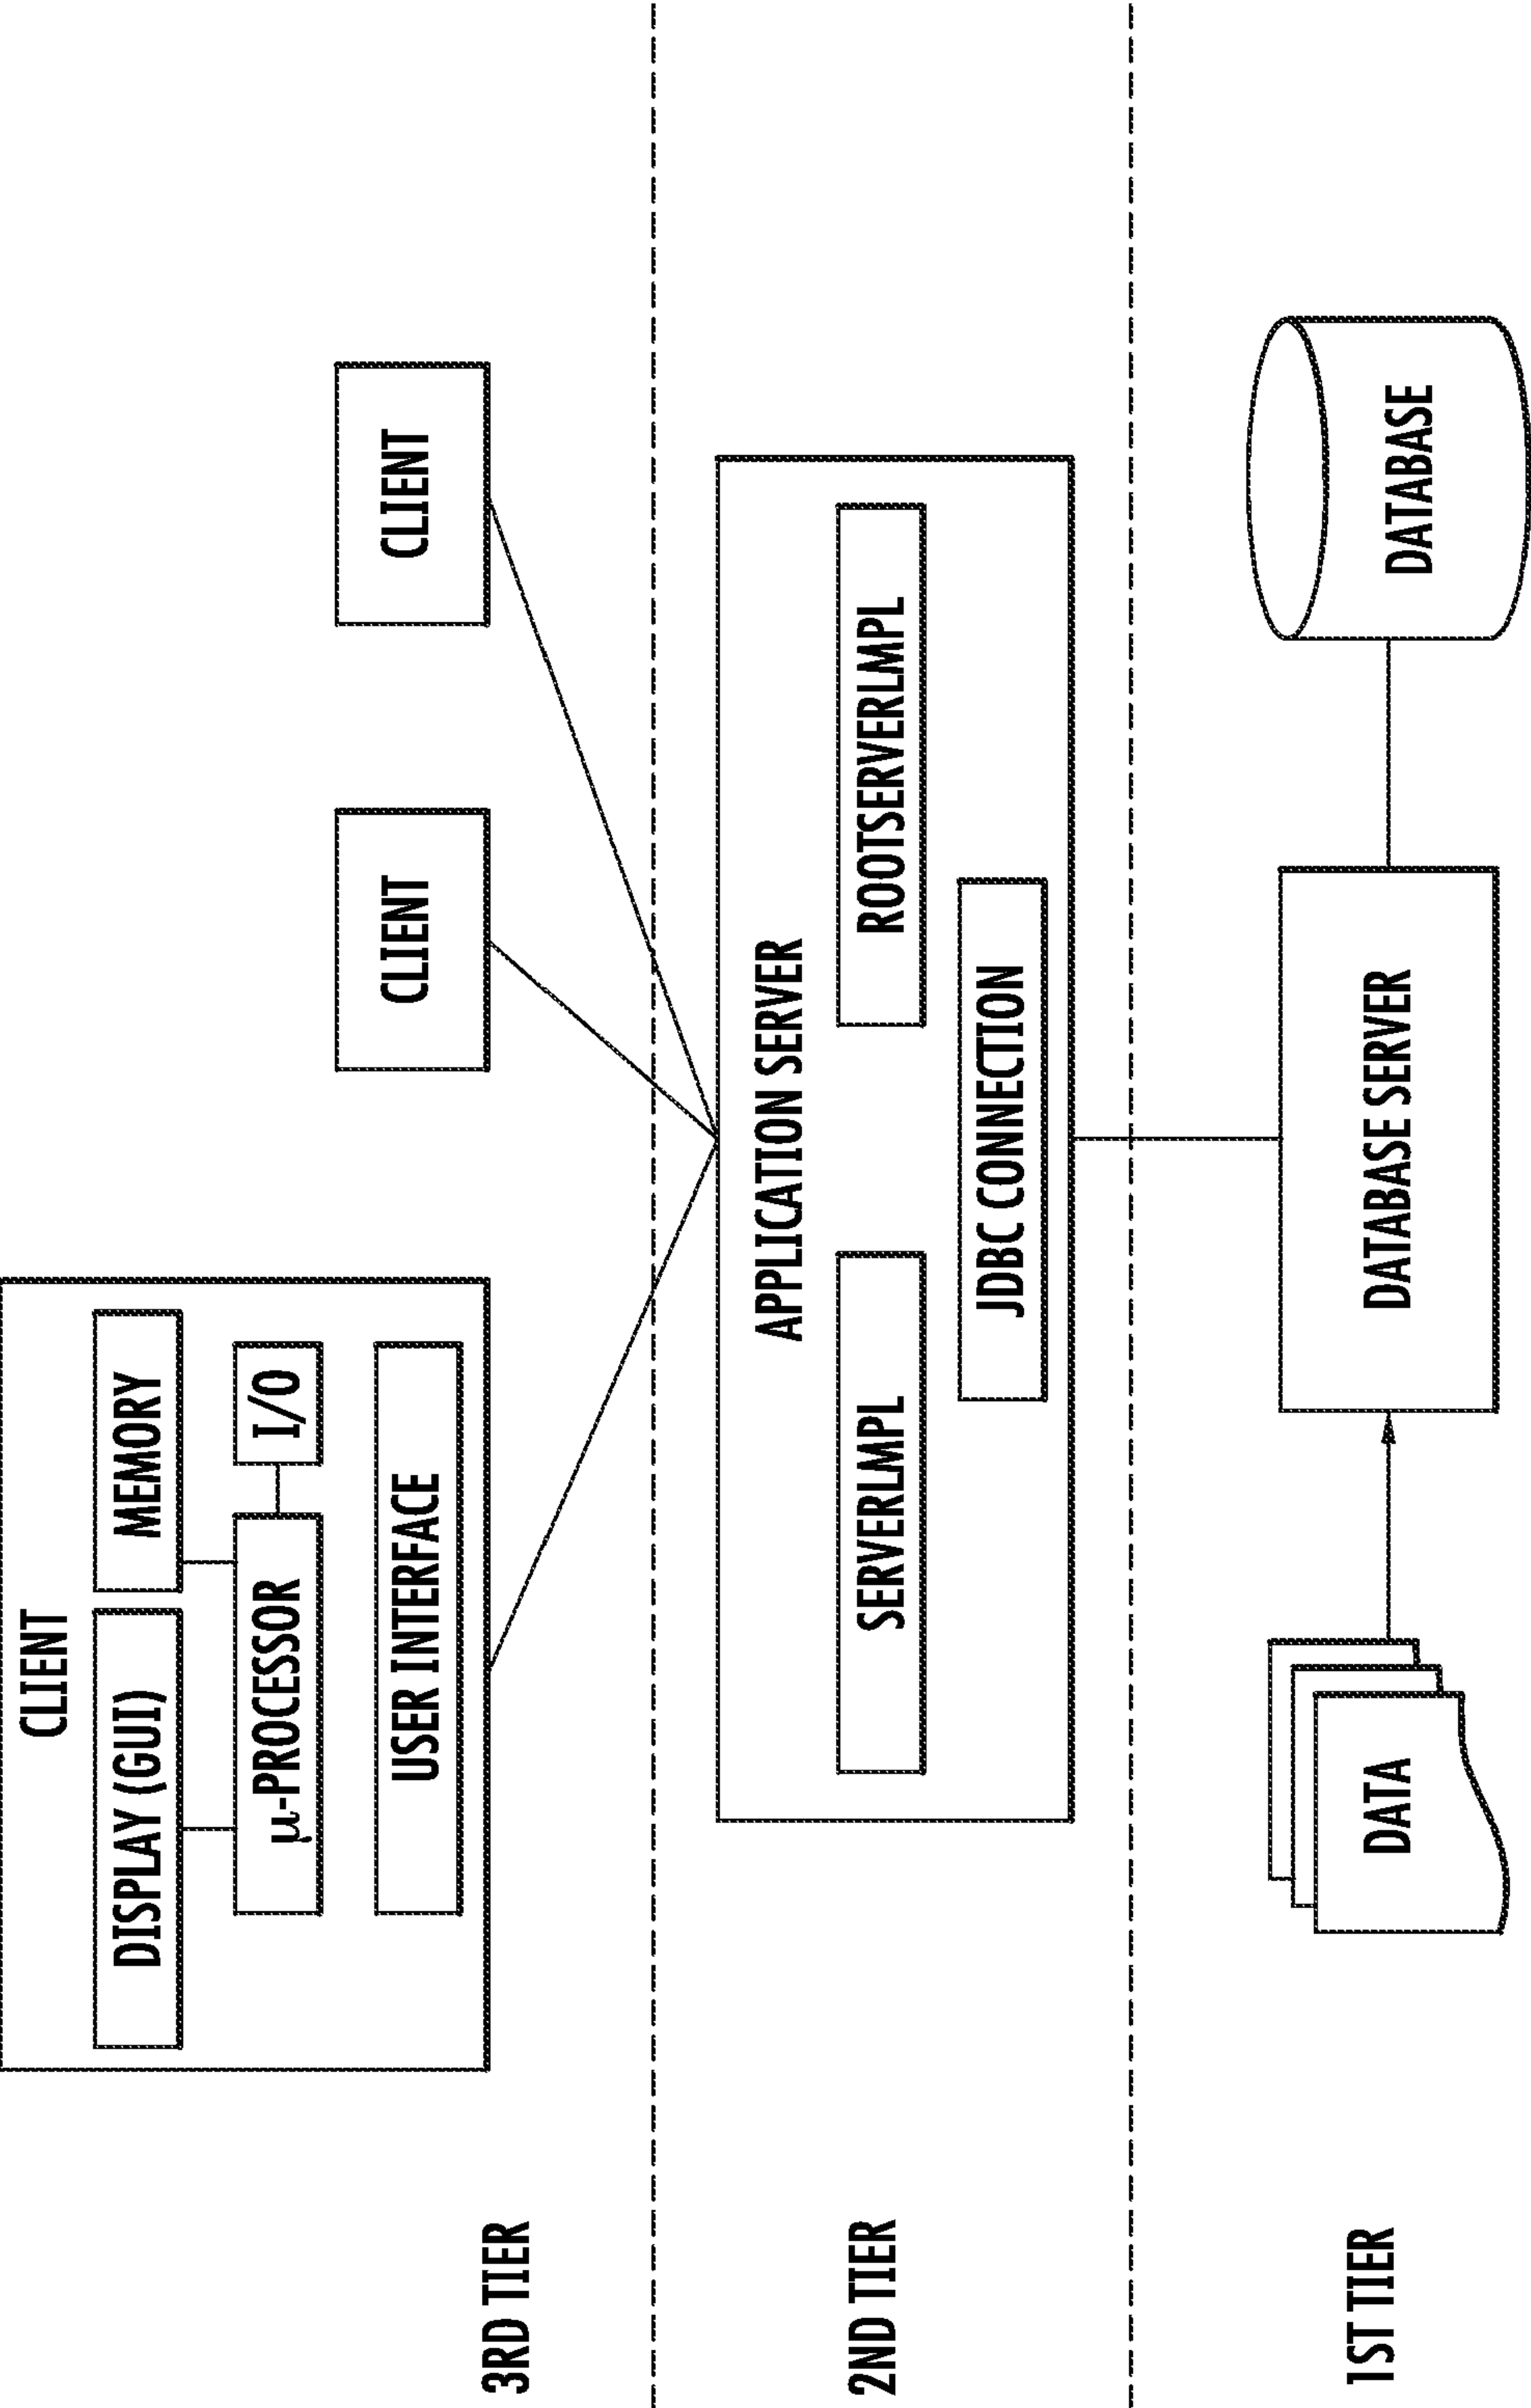 CLIENT
DISPLAY (GUI)
MEMORY
μ-PROCESSOR
I/O
USER INTERFACE
CLIENT
CLIENT
3RD TIER
APPLICATION SERVER
SERVERLMPL
ROOTSERVERLMPL
JDBC CONNECTION
2ND TIER
DATA
DATABASE SERVER
DATABASE
1ST TIER